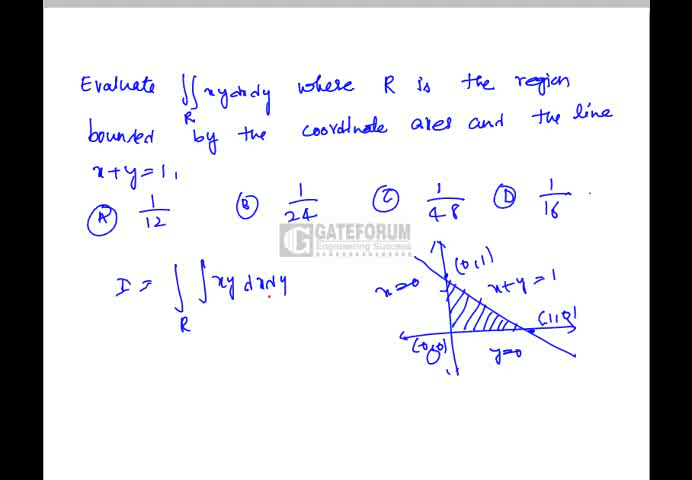 Evaluate ∬ xy dx dy where R is the region
R
bounded by the coordinate axes and the line
x+y=1,
(A) 1/12 (B) 1/24 (C) 1/48 (D) 1/16
GATEFORUM
Engineering Success
I = ∫∫ xy dx dy
R
(0,1)
x=0
x+y=1
(1,0)
(0,0)
y=0